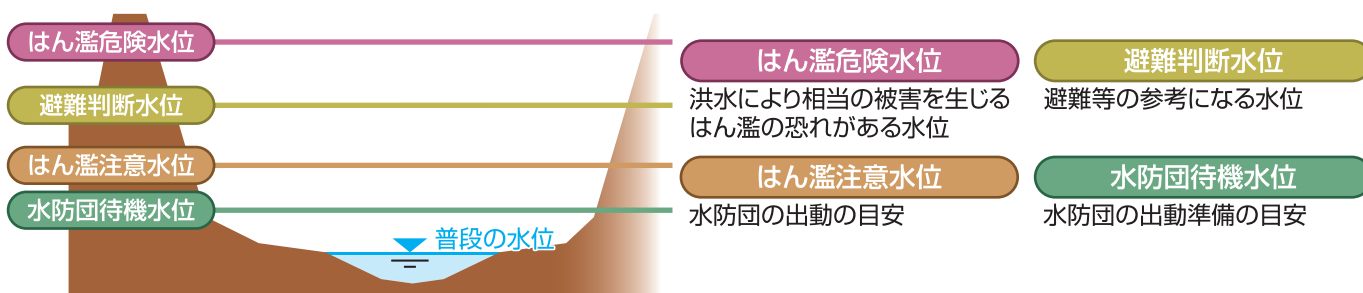 はん濫危険水位
避難判断水位
はん濫注意水位
水防団待機水位
普段の水位
はん濫危険水位
洪水により相当の被害を生じる
はん濫の恐れがある水位
避難判断水位
避難等の参考になる水位
はん濫注意水位
水防団の出動の目安
水防団待機水位
水防団の出動準備の目安